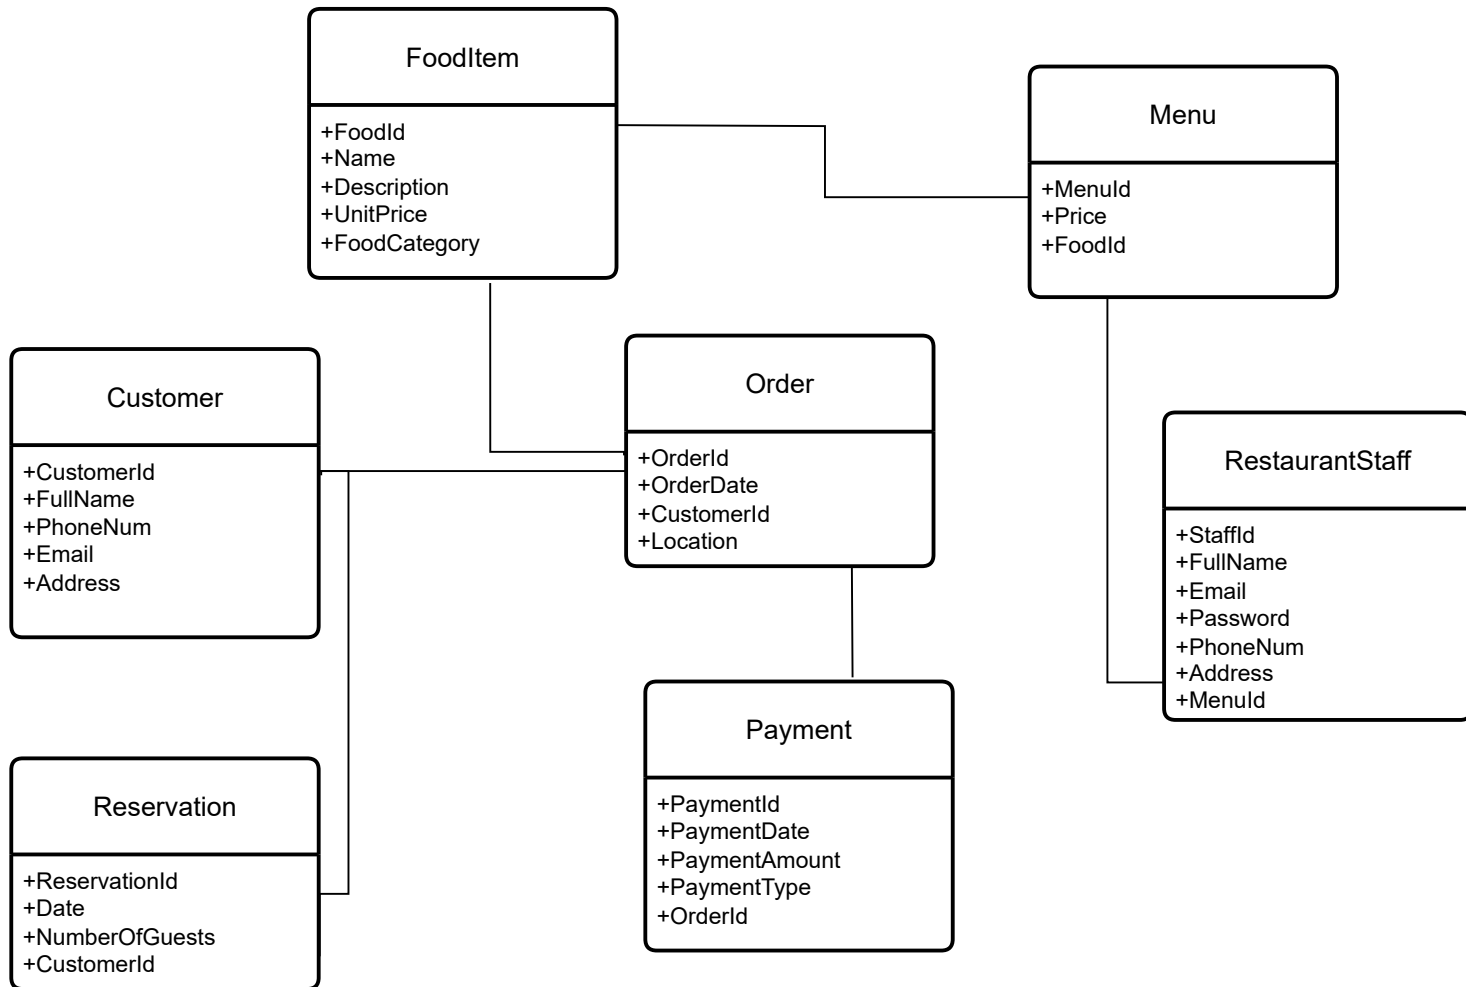 FoodItem
+FoodId
+Name
+Description
+UnitPrice
+FoodCategory
Menu
+MenuId
+Price
+FoodId
Customer
+CustomerId
+FullName
+PhoneNum
+Email
+Address
Order
+OrderId
+OrderDate
+CustomerId
+Location
RestaurantStaff
+StaffId
+FullName
+Email
+Password
+PhoneNum
+Address
+MenuId
Reservation
+ReservationId
+Date
+NumberOfGuests
+CustomerId
Payment
+PaymentId
+PaymentDate
+PaymentAmount
+PaymentType
+OrderId